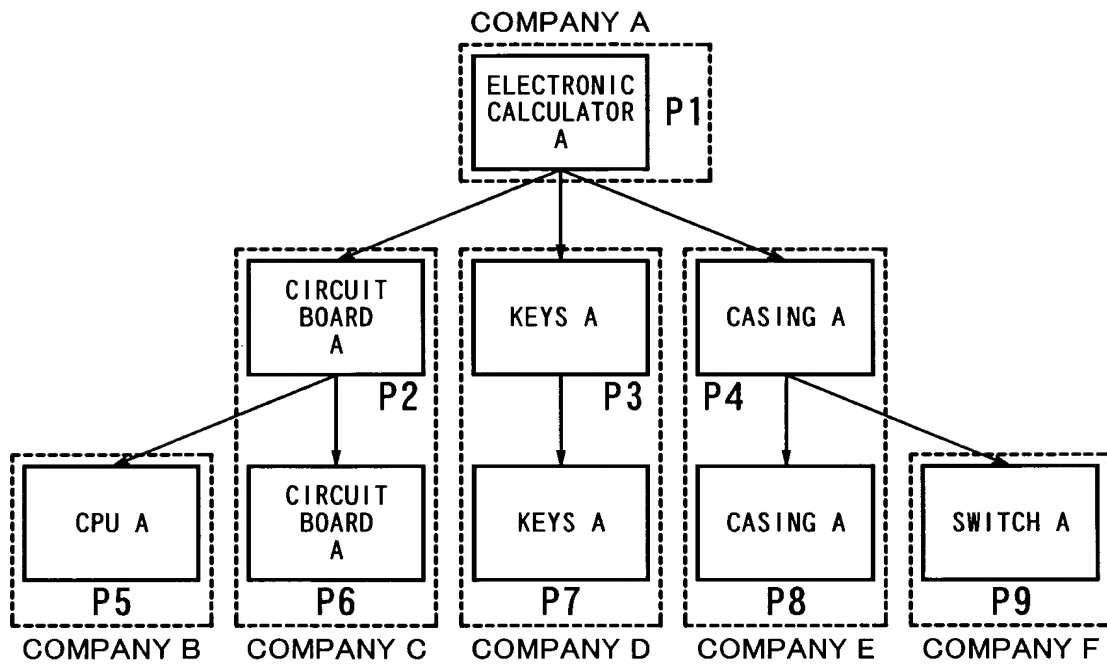 COMPANY A
ELECTRONIC
CALCULATOR
A
P1
CIRCUIT
BOARD
A
P2
KEYS A
P3
CASING A
P4
CPU A
P5
CIRCUIT
BOARD
A
P6
KEYS A
P7
CASING A
P8
SWITCH A
P9
COMPANY B
COMPANY C
COMPANY D
COMPANY E
COMPANY F